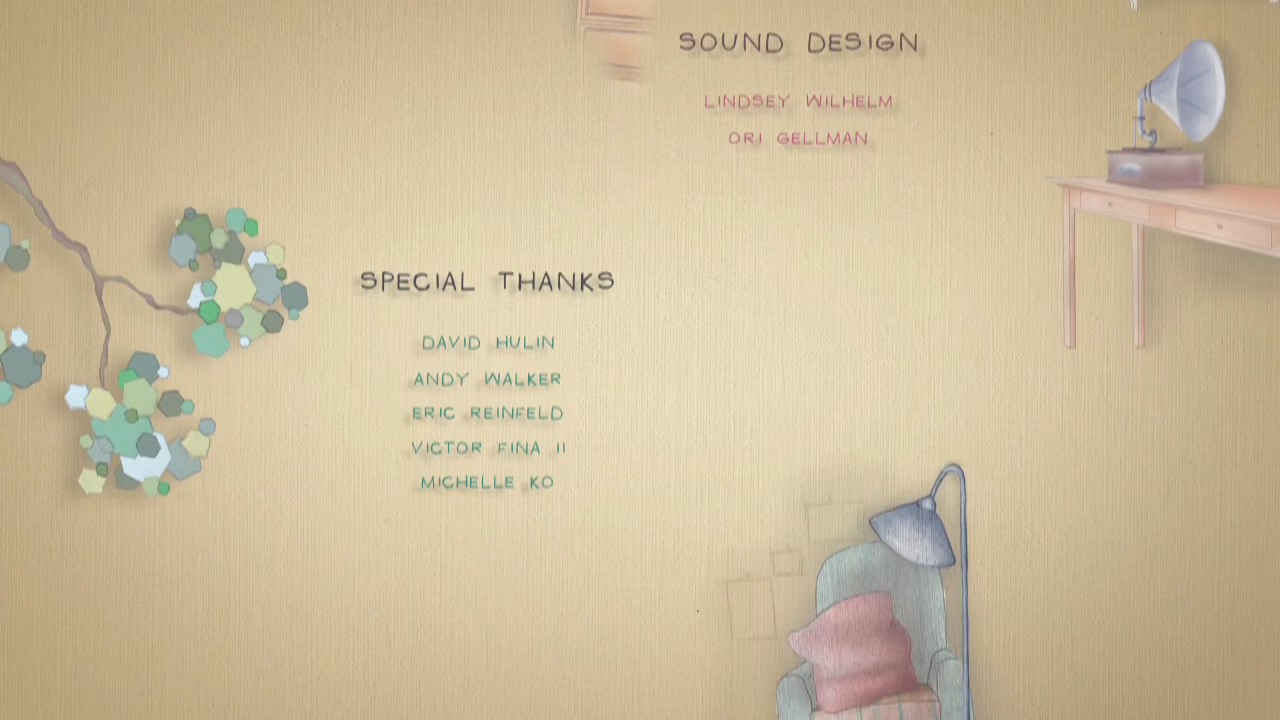 SOUND DESIGN
LINDSEY WILHELM
ORI GELLMAN
SPECIAL THANKS
DAVID HULIN
ANDY WALKER
ERIC REINFELD
VICTOR FINA II
MICHELLE KO